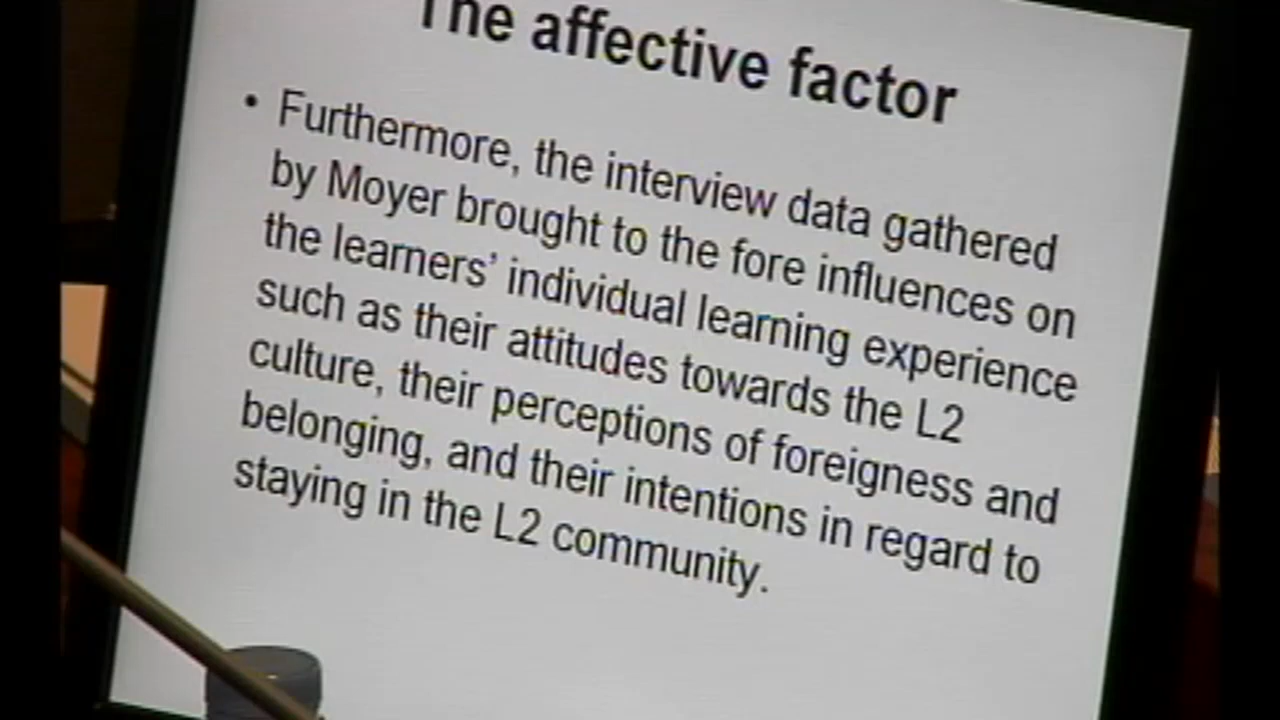 The affective factor
• Furthermore, the interview data gathered
by Moyer brought to the fore influences on
the learners’ individual learning experience
such as their attitudes towards the L2
culture, their perceptions of foreigness and
belonging, and their intentions in regard to
staying in the L2 community.